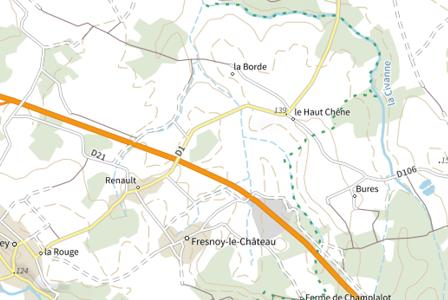 la Borde
la Civanne
139
le Haut Chêne
D1
D21
D106
Renault
Bures
Fresnoy-le-Château
la Rouge
124
Ferme de Champlalot